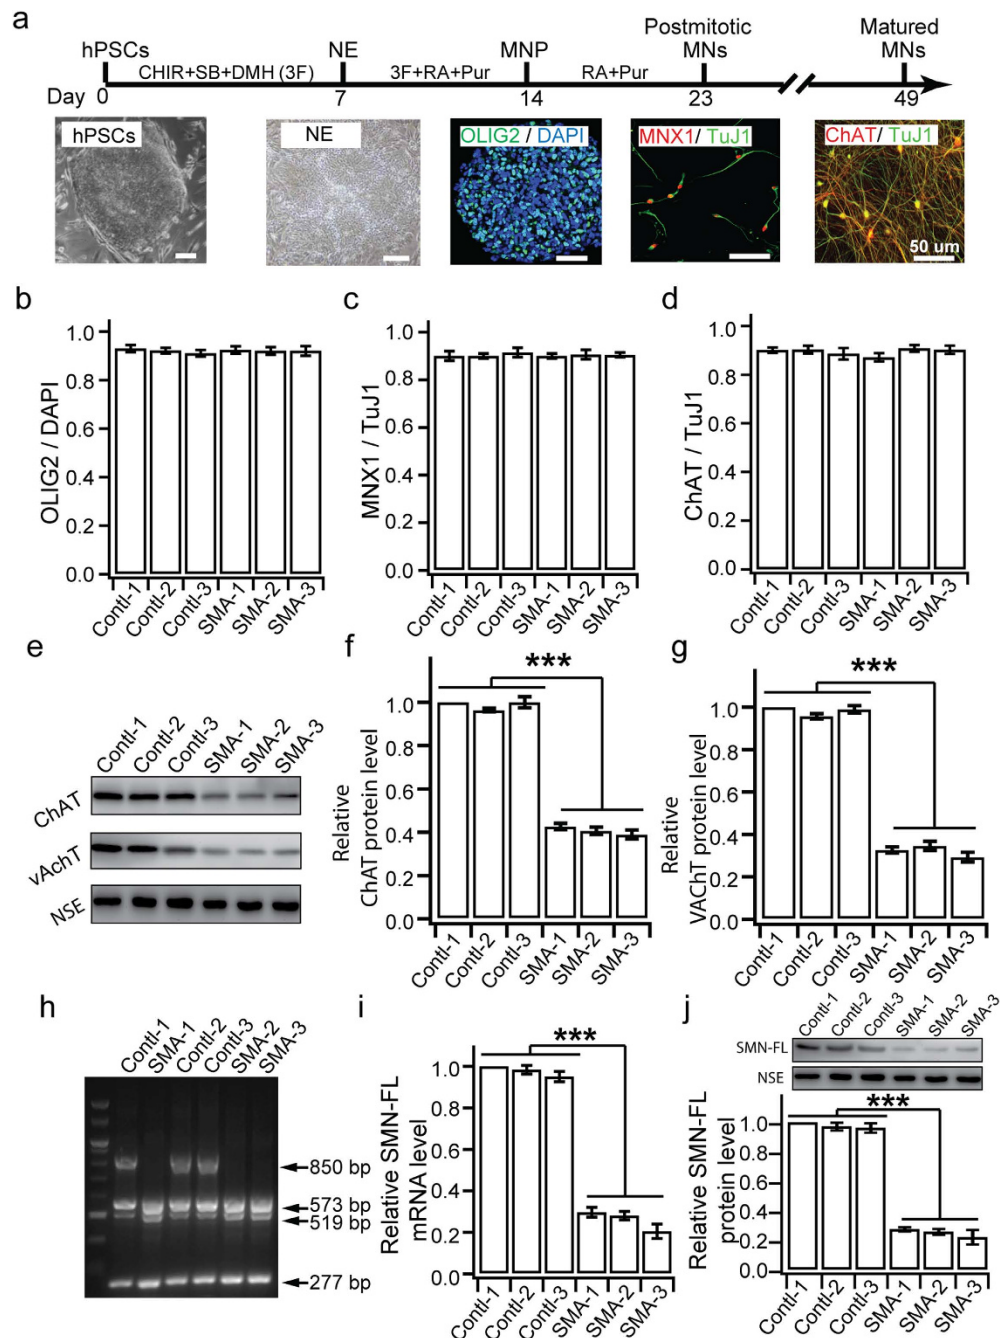 a
hPSCs NE MNP Postmitotic MNs Matured MNs
CHIR+SB+DMH (3F) 3F+RA+Pur RA+Pur
Day 0 7 14 23 49
hPSCs NE OLIG2 / DAPI MNX1/ TuJ1 ChAT/ TuJ1
50 um
b
OLIG2 / DAPI
1.0
0.8
0.6
0.4
0.2
0.0
Contl-1 Contl-2 Contl-3 SMA-1 SMA-2 SMA-3
c
MNX1 / TuJ1
1.0
0.8
0.6
0.4
0.2
0.0
Contl-1 Contl-2 Contl-3 SMA-1 SMA-2 SMA-3
d
ChAT / TuJ1
1.0
0.8
0.6
0.4
0.2
0.0
Contl-1 Contl-2 Contl-3 SMA-1 SMA-2 SMA-3
e
Contl-1 Contl-2 Contl-3 SMA-1 SMA-2 SMA-3
ChAT
vAchT
NSE
f
***
Relative
ChAT protein level
1.0
0.8
0.6
0.4
0.2
0.0
Contl-1 Contl-2 Contl-3 SMA-1 SMA-2 SMA-3
g
***
Relative
VAChT protein level
1.0
0.8
0.6
0.4
0.2
0.0
Contl-1 Contl-2 Contl-3 SMA-1 SMA-2 SMA-3
h
Contl-1 SMA-1 Contl-2 Contl-3 SMA-2 SMA-3
850 bp
573 bp
519 bp
277 bp
i
***
Relative SMN-FL
mRNA level
1.0
0.8
0.6
0.4
0.2
0.0
Contl-1 Contl-2 Contl-3 SMA-1 SMA-2 SMA-3
j
Contl-1 Contl-2 Contl-3 SMA-1 SMA-2 SMA-3
SMN-FL
NSE
***
Relative SMN-FL
protein level
1.0
0.8
0.6
0.4
0.2
0.0
Contl-1 Contl-2 Contl-3 SMA-1 SMA-2 SMA-3